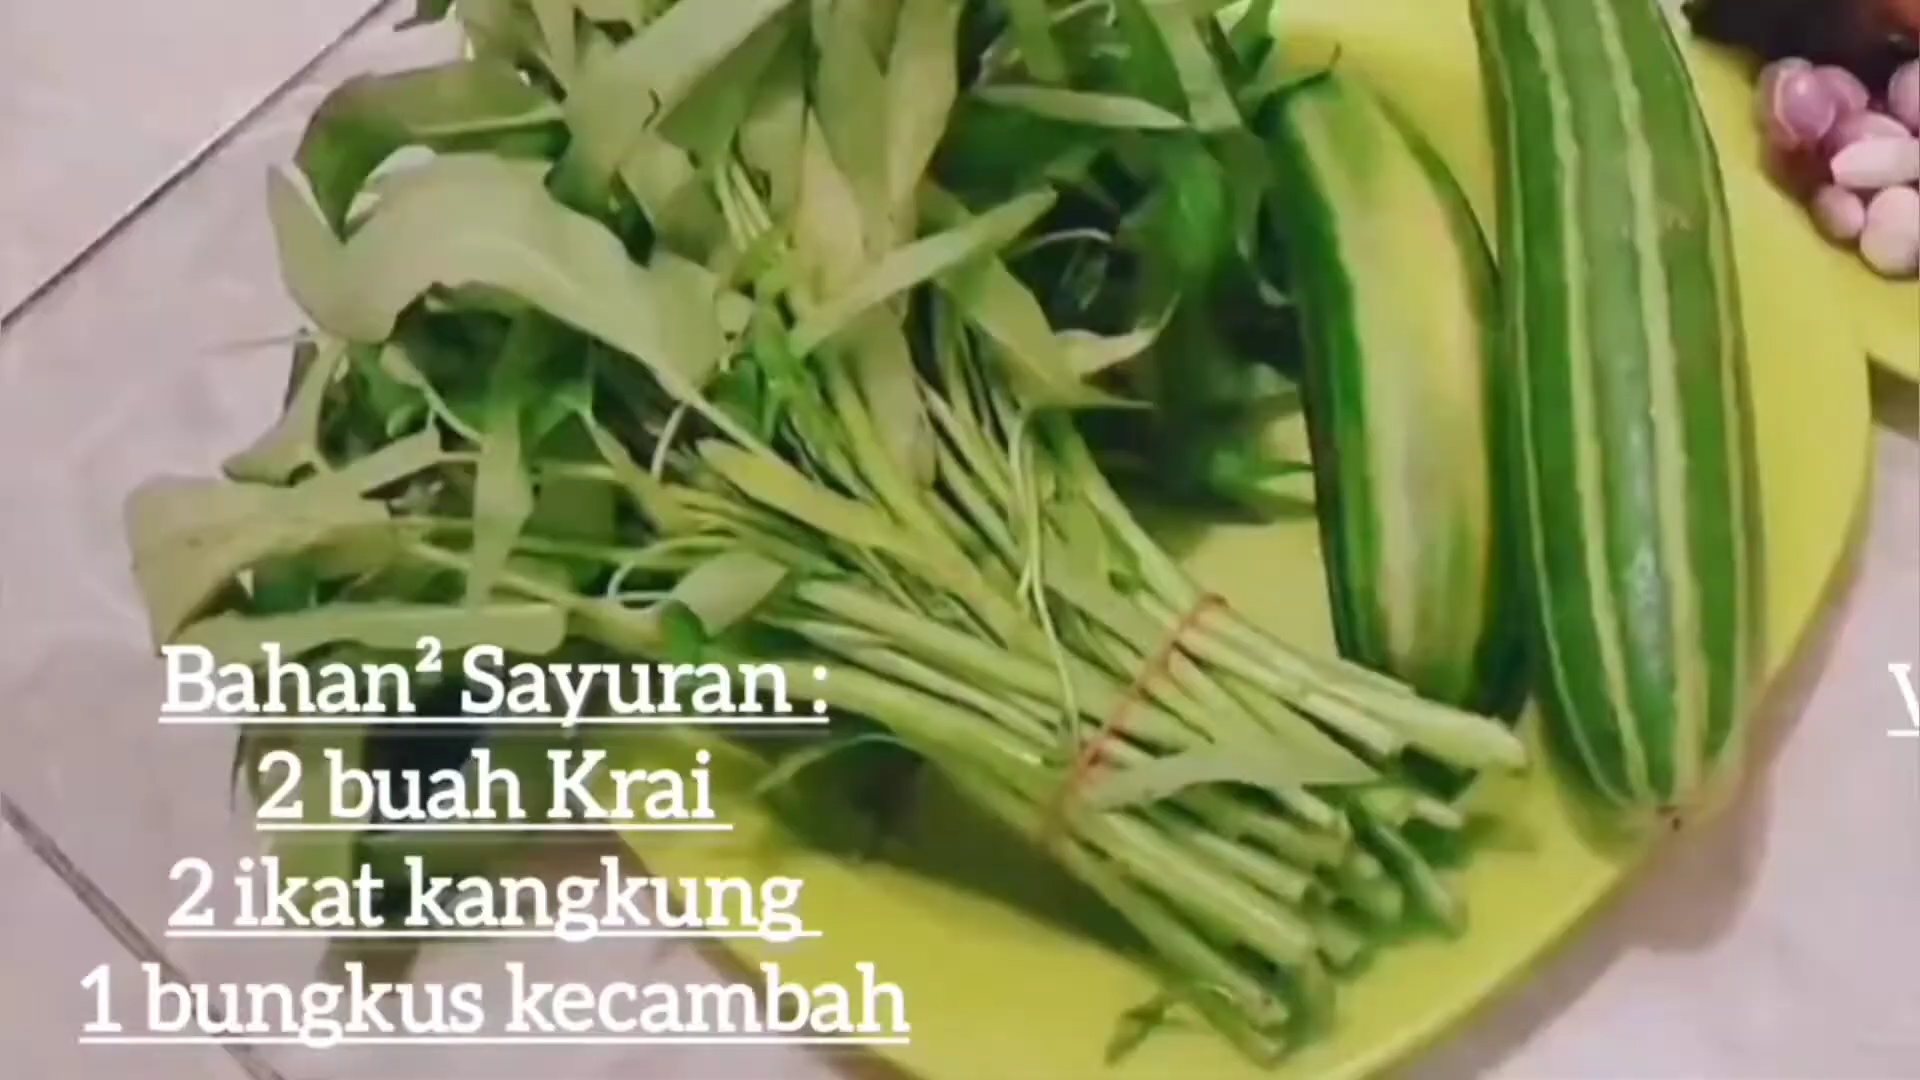 Bahan² Sayuran :
2 buah Krai
2 ikat kangkung
1 bungkus kecambah